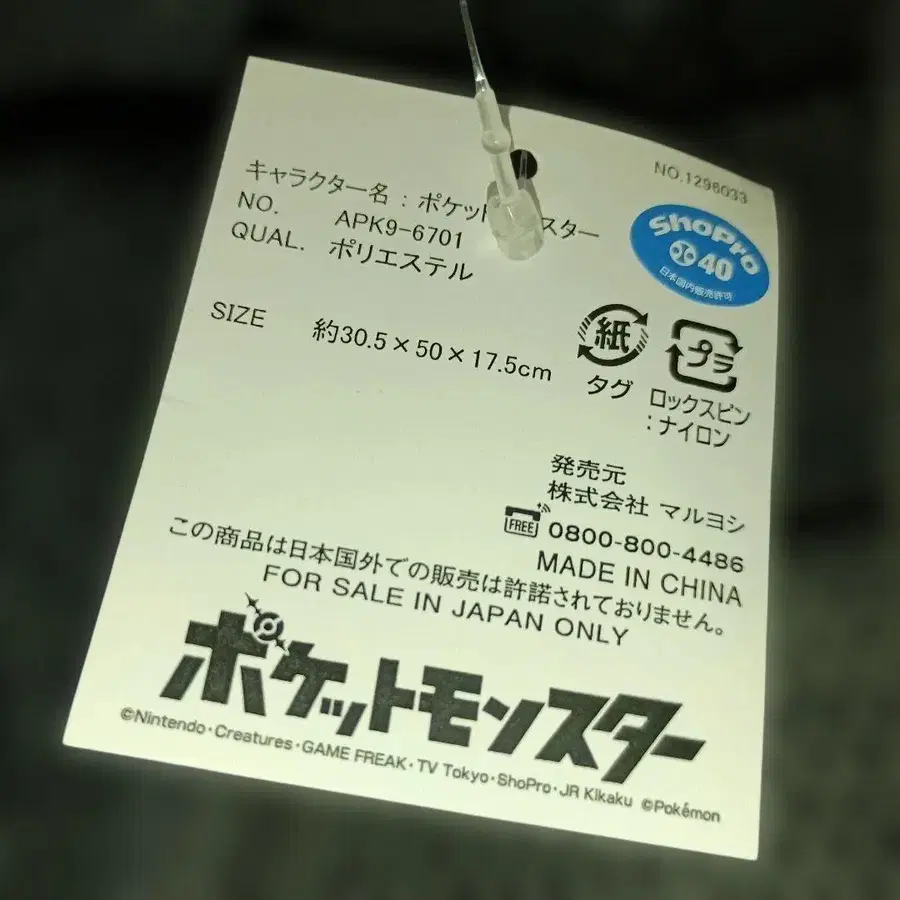 NO.1296033
キャラクター名：ポケットモンスター
NO. APK9-6701
QUAL. ポリエステル
ShoPro
40
日本国内販売許可
SIZE 約30.5×50×17.5cm
紙
タグ
プラ
ロックスピン
：ナイロン
発売元
株式会社 マルヨシ
FREE 0800-800-4486
MADE IN CHINA
この商品は日本国外での販売は許諾されておりません。
FOR SALE IN JAPAN ONLY
ポケットモンスター
©Nintendo・Creatures・GAME FREAK・TV Tokyo・ShoPro・JR Kikaku ©Pokémon